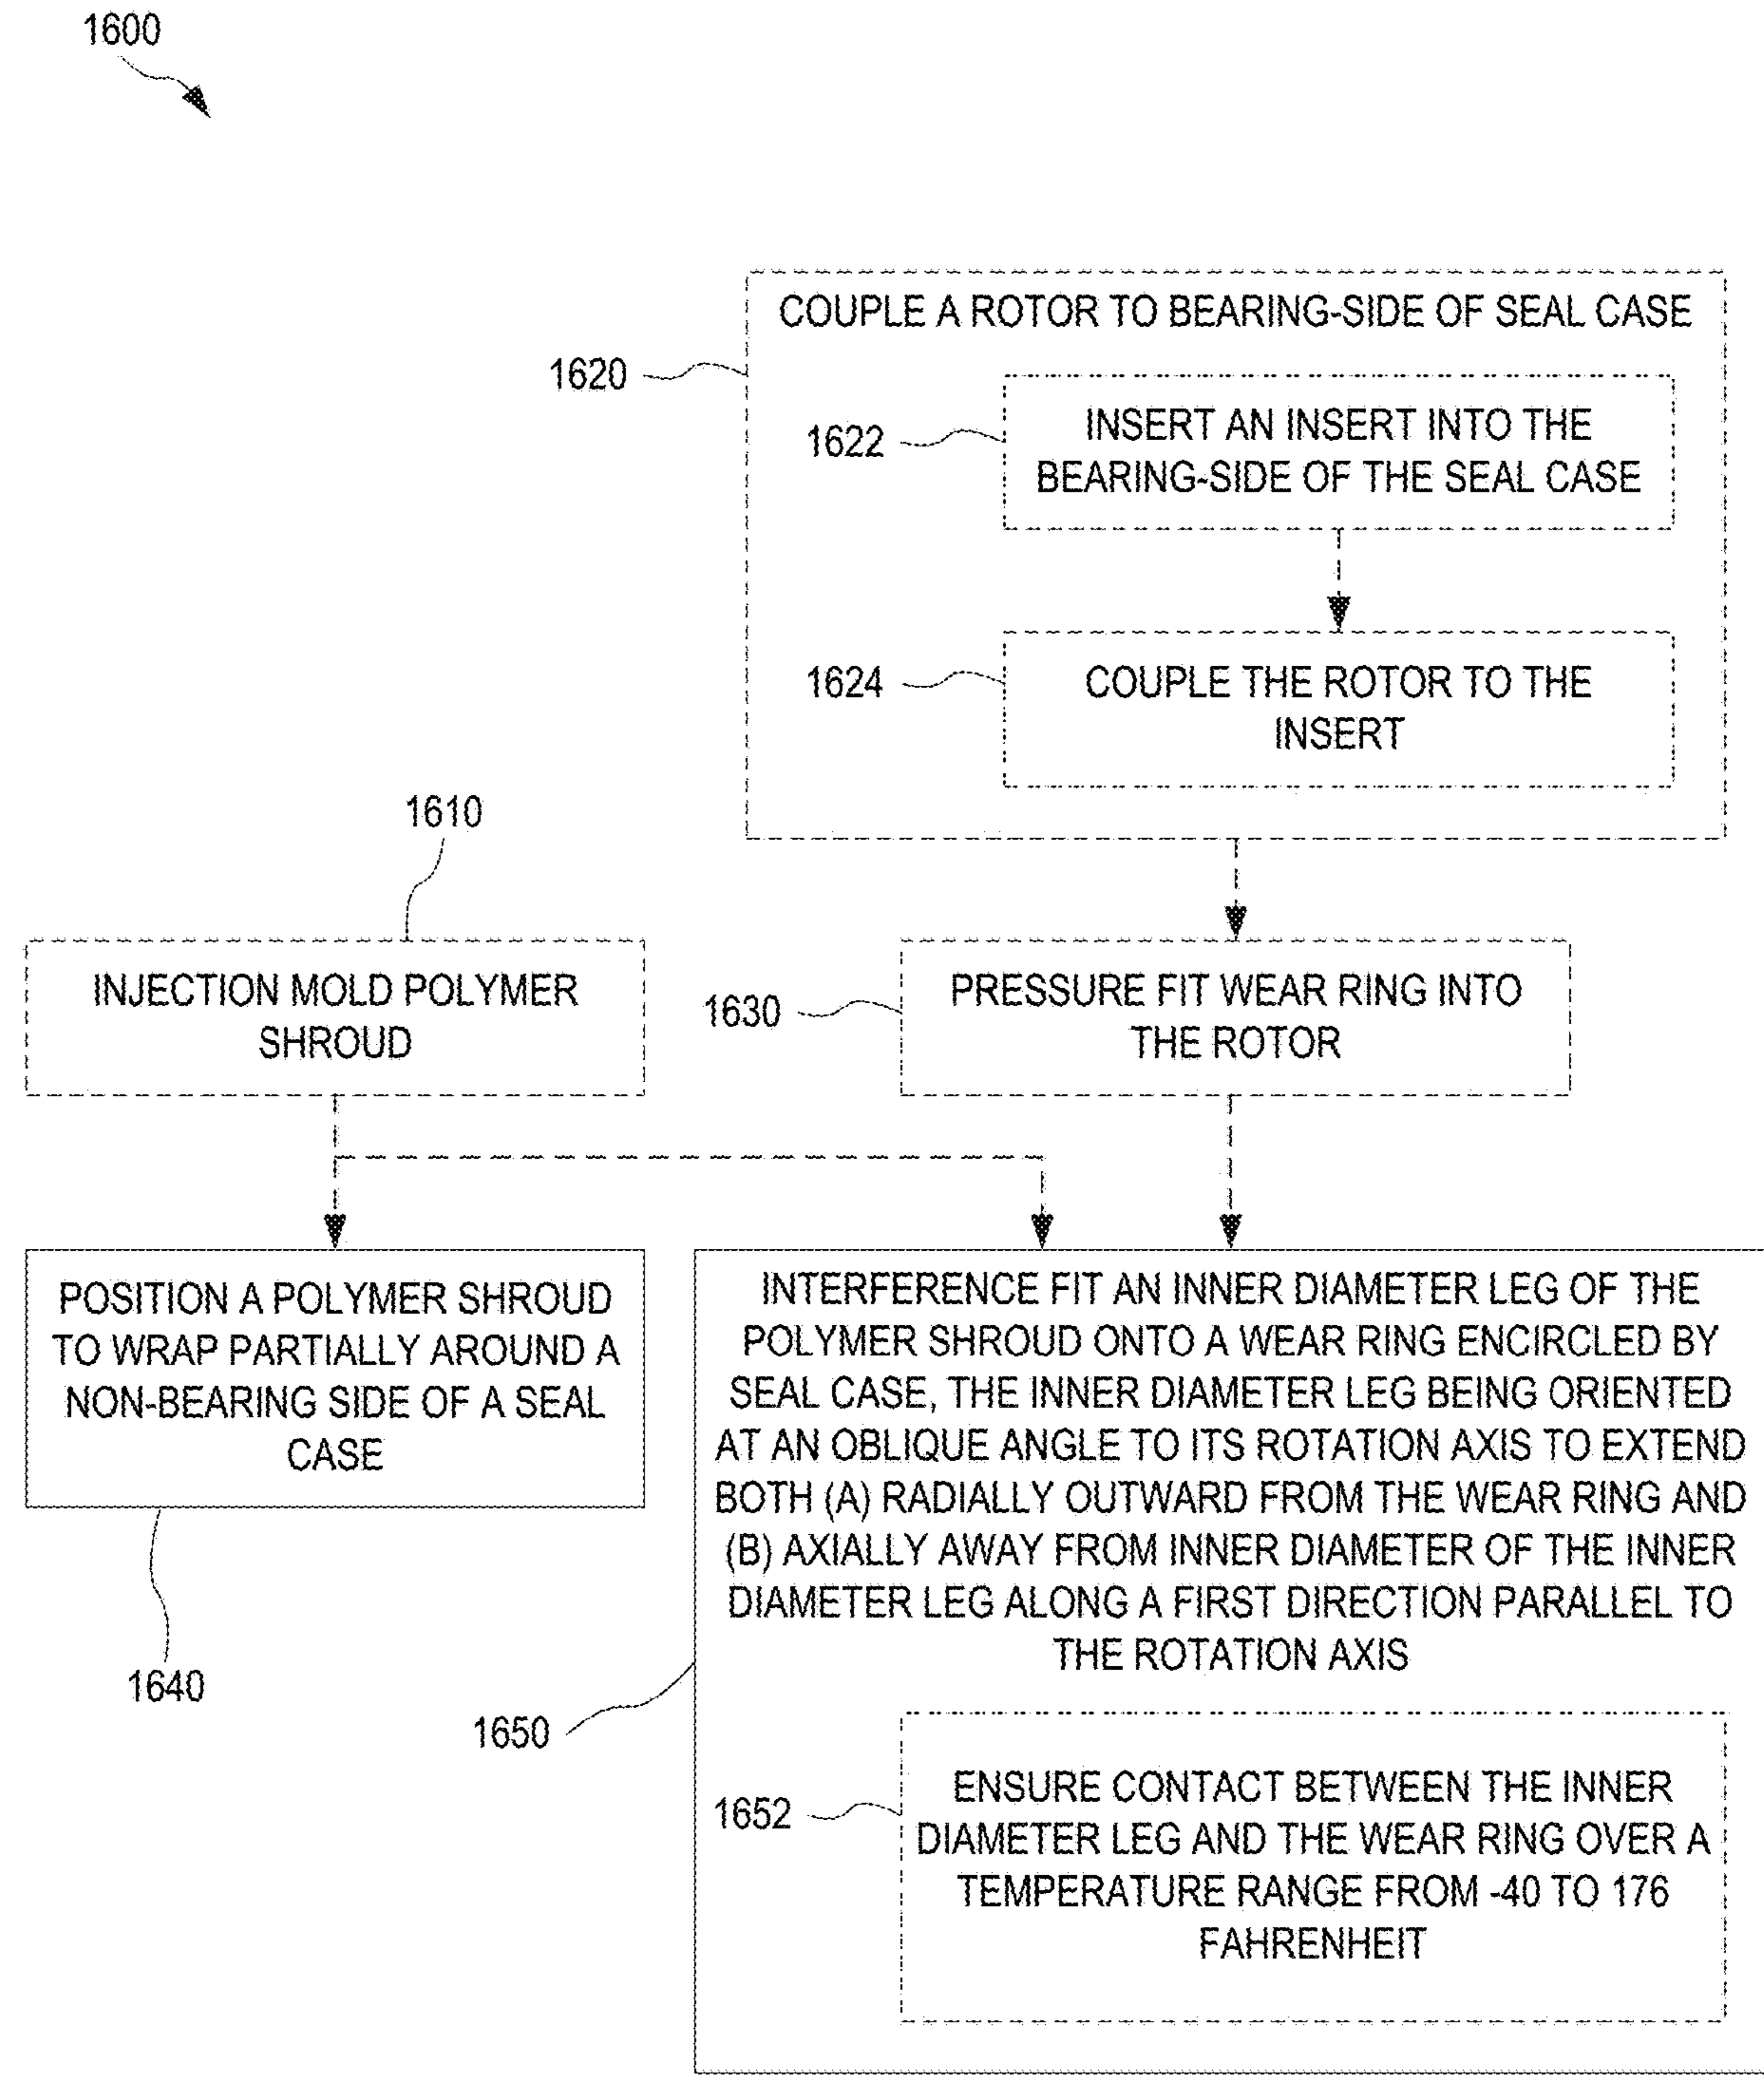 1600
COUPLE A ROTOR TO BEARING-SIDE OF SEAL CASE
1620
INSERT AN INSERT INTO THE
BEARING-SIDE OF THE SEAL CASE
1622
COUPLE THE ROTOR TO THE
INSERT
1624
1610
INJECTION MOLD POLYMER
SHROUD
PRESSURE FIT WEAR RING INTO
THE ROTOR
1630
POSITION A POLYMER SHROUD
TO WRAP PARTIALLY AROUND A
NON-BEARING SIDE OF A SEAL
CASE
1640
INTERFERENCE FIT AN INNER DIAMETER LEG OF THE
POLYMER SHROUD ONTO A WEAR RING ENCIRCLED BY
SEAL CASE, THE INNER DIAMETER LEG BEING ORIENTED
AT AN OBLIQUE ANGLE TO ITS ROTATION AXIS TO EXTEND
BOTH (A) RADIALLY OUTWARD FROM THE WEAR RING AND
(B) AXIALLY AWAY FROM INNER DIAMETER OF THE INNER
DIAMETER LEG ALONG A FIRST DIRECTION PARALLEL TO
THE ROTATION AXIS
1650
ENSURE CONTACT BETWEEN THE INNER
DIAMETER LEG AND THE WEAR RING OVER A
TEMPERATURE RANGE FROM -40 TO 176
FAHRENHEIT
1652